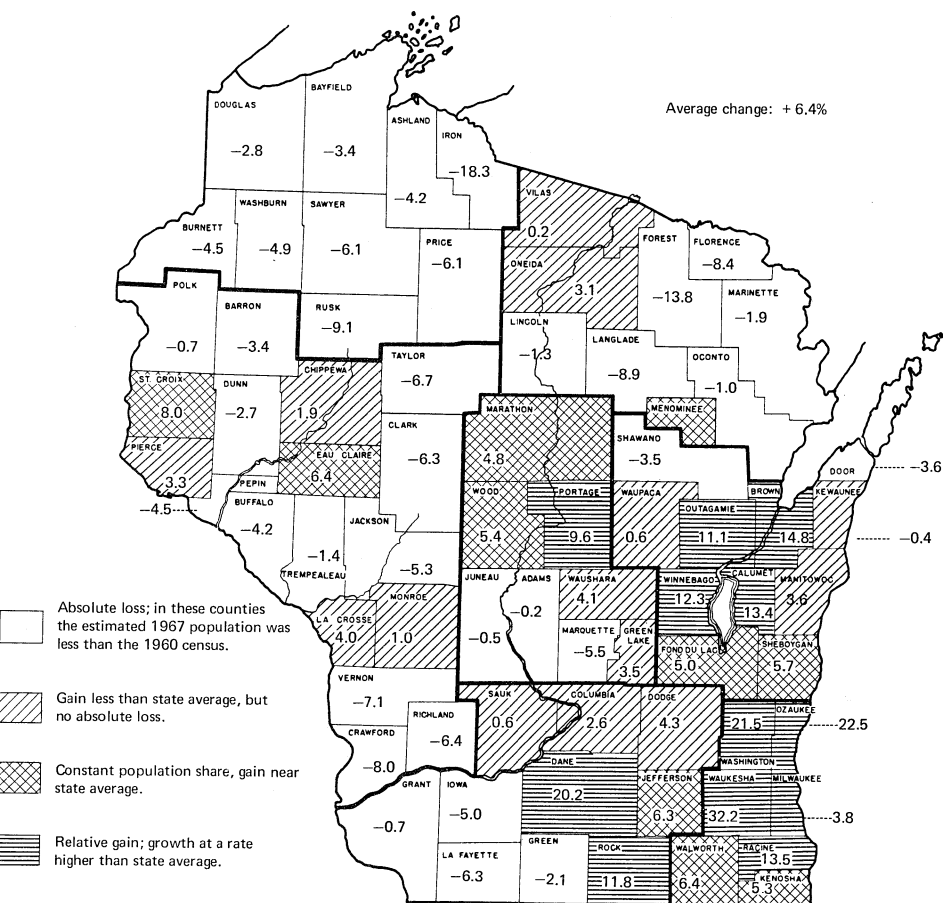 BAYFIELD
DOUGLAS
Average change: + 6.4%
ASHLAND
IRON
−2.8
−3.4
−18.3
−4.2
VILAS
WASHBURN
SAWYER
BURNETT
0.2
−4.5
−4.9
−6.1
PRICE
FOREST
FLORENCE
−6.1
ONEIDA
−8.4
POLK
3.1
−13.8
MARINETTE
BARRON
RUSK
−1.9
−9.1
LINCOLN
LANGLADE
−0.7
−3.4
TAYLOR
−1.3
OCONTO
CHIPPEWA
−6.7
−8.9
−1.0
ST. CROIX
DUNN
8.0
−2.7
1.9
MARATHON
MENOMINEE
CLARK
SHAWANO
PIERCE
EAU CLAIRE
−6.3
4.8
−3.5
3.3
6.4
DOOR
−3.6
PEPIN
WOOD
PORTAGE
WAUPACA
BROWN
KEWAUNEE
−4.5
BUFFALO
OUTAGAMIE
−4.2
JACKSON
5.4
9.6
0.6
11.1
14.8
−0.4
−1.4
−5.3
TREMPEALEAU
JUNEAU
ADAMS
WAUSHARA
WINNEBAGO
CALUMET
MANITOWOC
MONROE
4.1
12.3
13.4
3.6
Absolute loss; in these counties
the estimated 1967 population was
less than the 1960 census.
LA CROSSE
4.0
1.0
−0.5
−0.2
MARQUETTE
GREEN
LAKE
−5.5
3.5
FOND DU LAC
5.0
SHEBOYGAN
5.7
VERNON
−7.1
Gain less than state average, but
no absolute loss.
SAUK
COLUMBIA
DODGE
RICHLAND
0.6
2.6
4.3
21.5
OZAUKEE
22.5
CRAWFORD
−6.4
−8.0
DANE
WASHINGTON
Constant population share, gain near
state average.
GRANT
IOWA
JEFFERSON
WAUKESHA
MILWAUKEE
20.2
−0.7
−5.0
6.3
32.2
−3.8
Relative gain; growth at a rate
higher than state average.
LA FAYETTE
GREEN
ROCK
WALWORTH
RACINE
13.5
−6.3
−2.1
11.8
6.4
KENOSHA
5.3